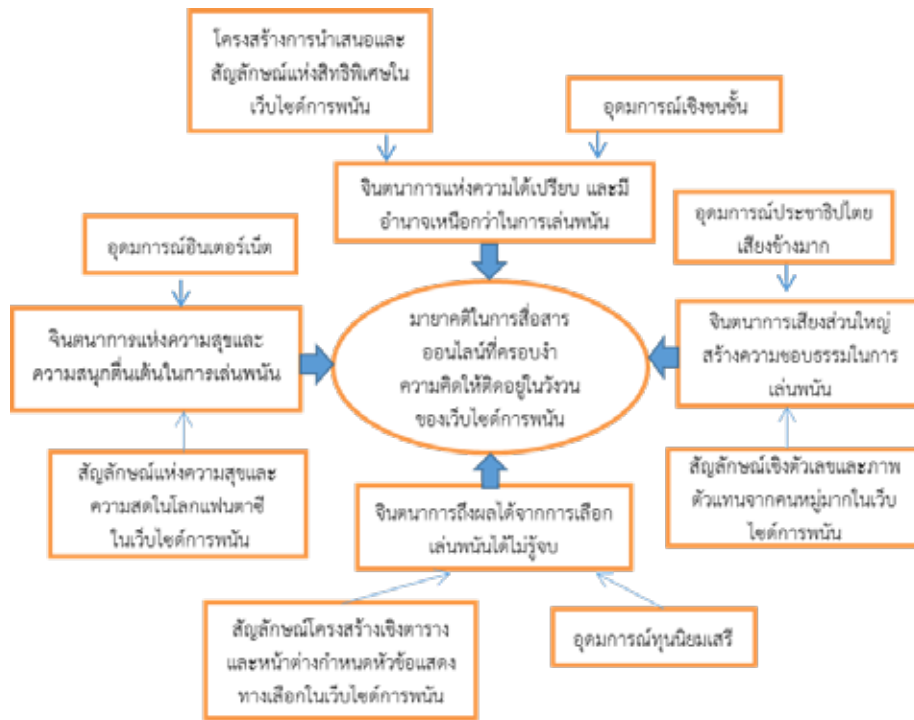 โครงสร้างการนำเสนอและ
สัญลักษณ์แห่งสิทธิพิเศษใน
เว็บไซต์การพนัน
อุดมการณ์เชิงชนชั้น
จินตนาการแห่งความได้เปรียบ และมี
อำนาจเหนือกว่าในการเล่นพนัน
อุดมการณ์ประชาธิปไตย
เสียงข้างมาก
อุดมการณ์อินเตอร์เน็ต
จินตนาการแห่งความสุขและ
ความสนุกตื่นเต้นในการเล่นพนัน
มายาคติในการสื่อสาร
ออนไลน์ที่ครอบงำ
ความคิดให้ติดอยู่ในวังวน
ของเว็บไซต์การพนัน
จินตนาการเสียงส่วนใหญ่
สร้างความชอบธรรมในการ
เล่นพนัน
สัญลักษณ์แห่งความสุขและ
ความสดในโลกแฟนตาซี
ในเว็บไซต์การพนัน
จินตนาการถึงผลได้จากการเลือก
เล่นพนันได้ไม่รู้จบ
สัญลักษณ์เชิงตัวเลขและภาพ
ตัวแทนจากคนหมู่มากในเว็บ
ไซต์การพนัน
สัญลักษณ์โครงสร้างเชิงตาราง
และหน้าต่างกำหนดหัวข้อแสดง
ทางเลือกในเว็บไซต์การพนัน
อุดมการณ์ทุนนิยมเสรี